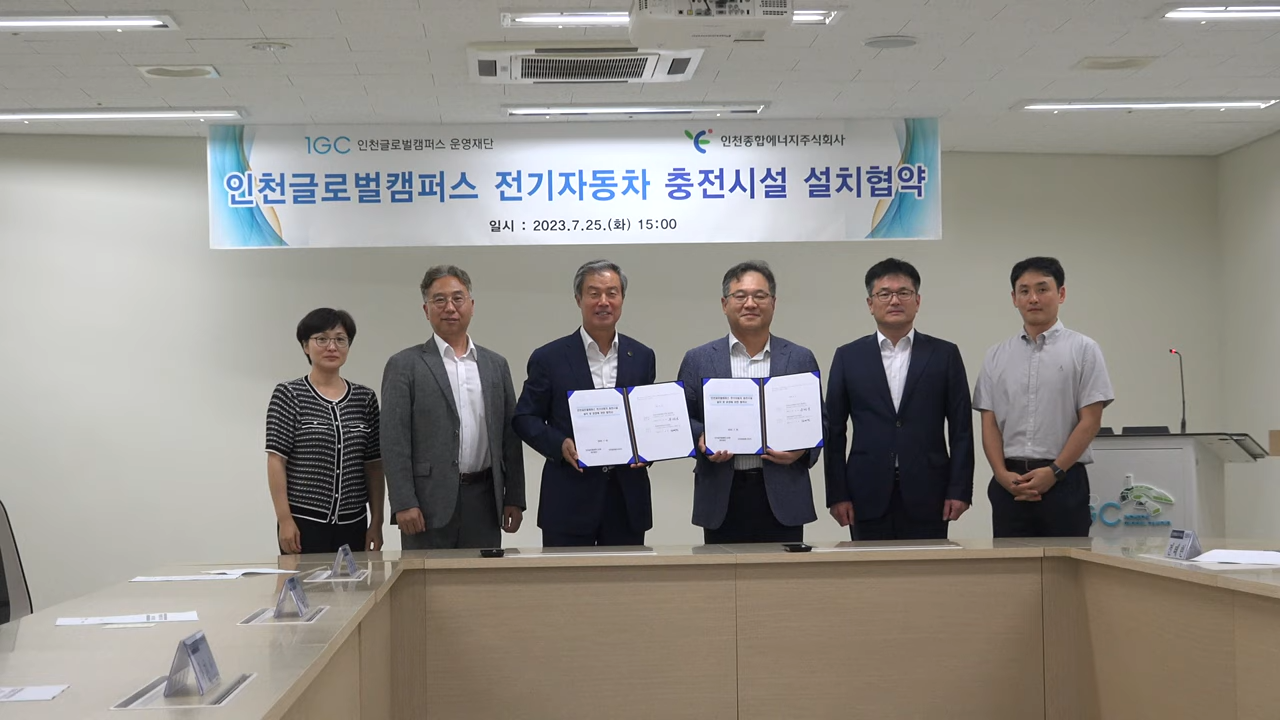 IGC 인천글로벌캠퍼스 운영재단
인천종합에너지주식회사
인천글로벌캠퍼스 전기자동차 충전시설 설치협약
일시 : 2023.7.25.(화) 15:00
GC